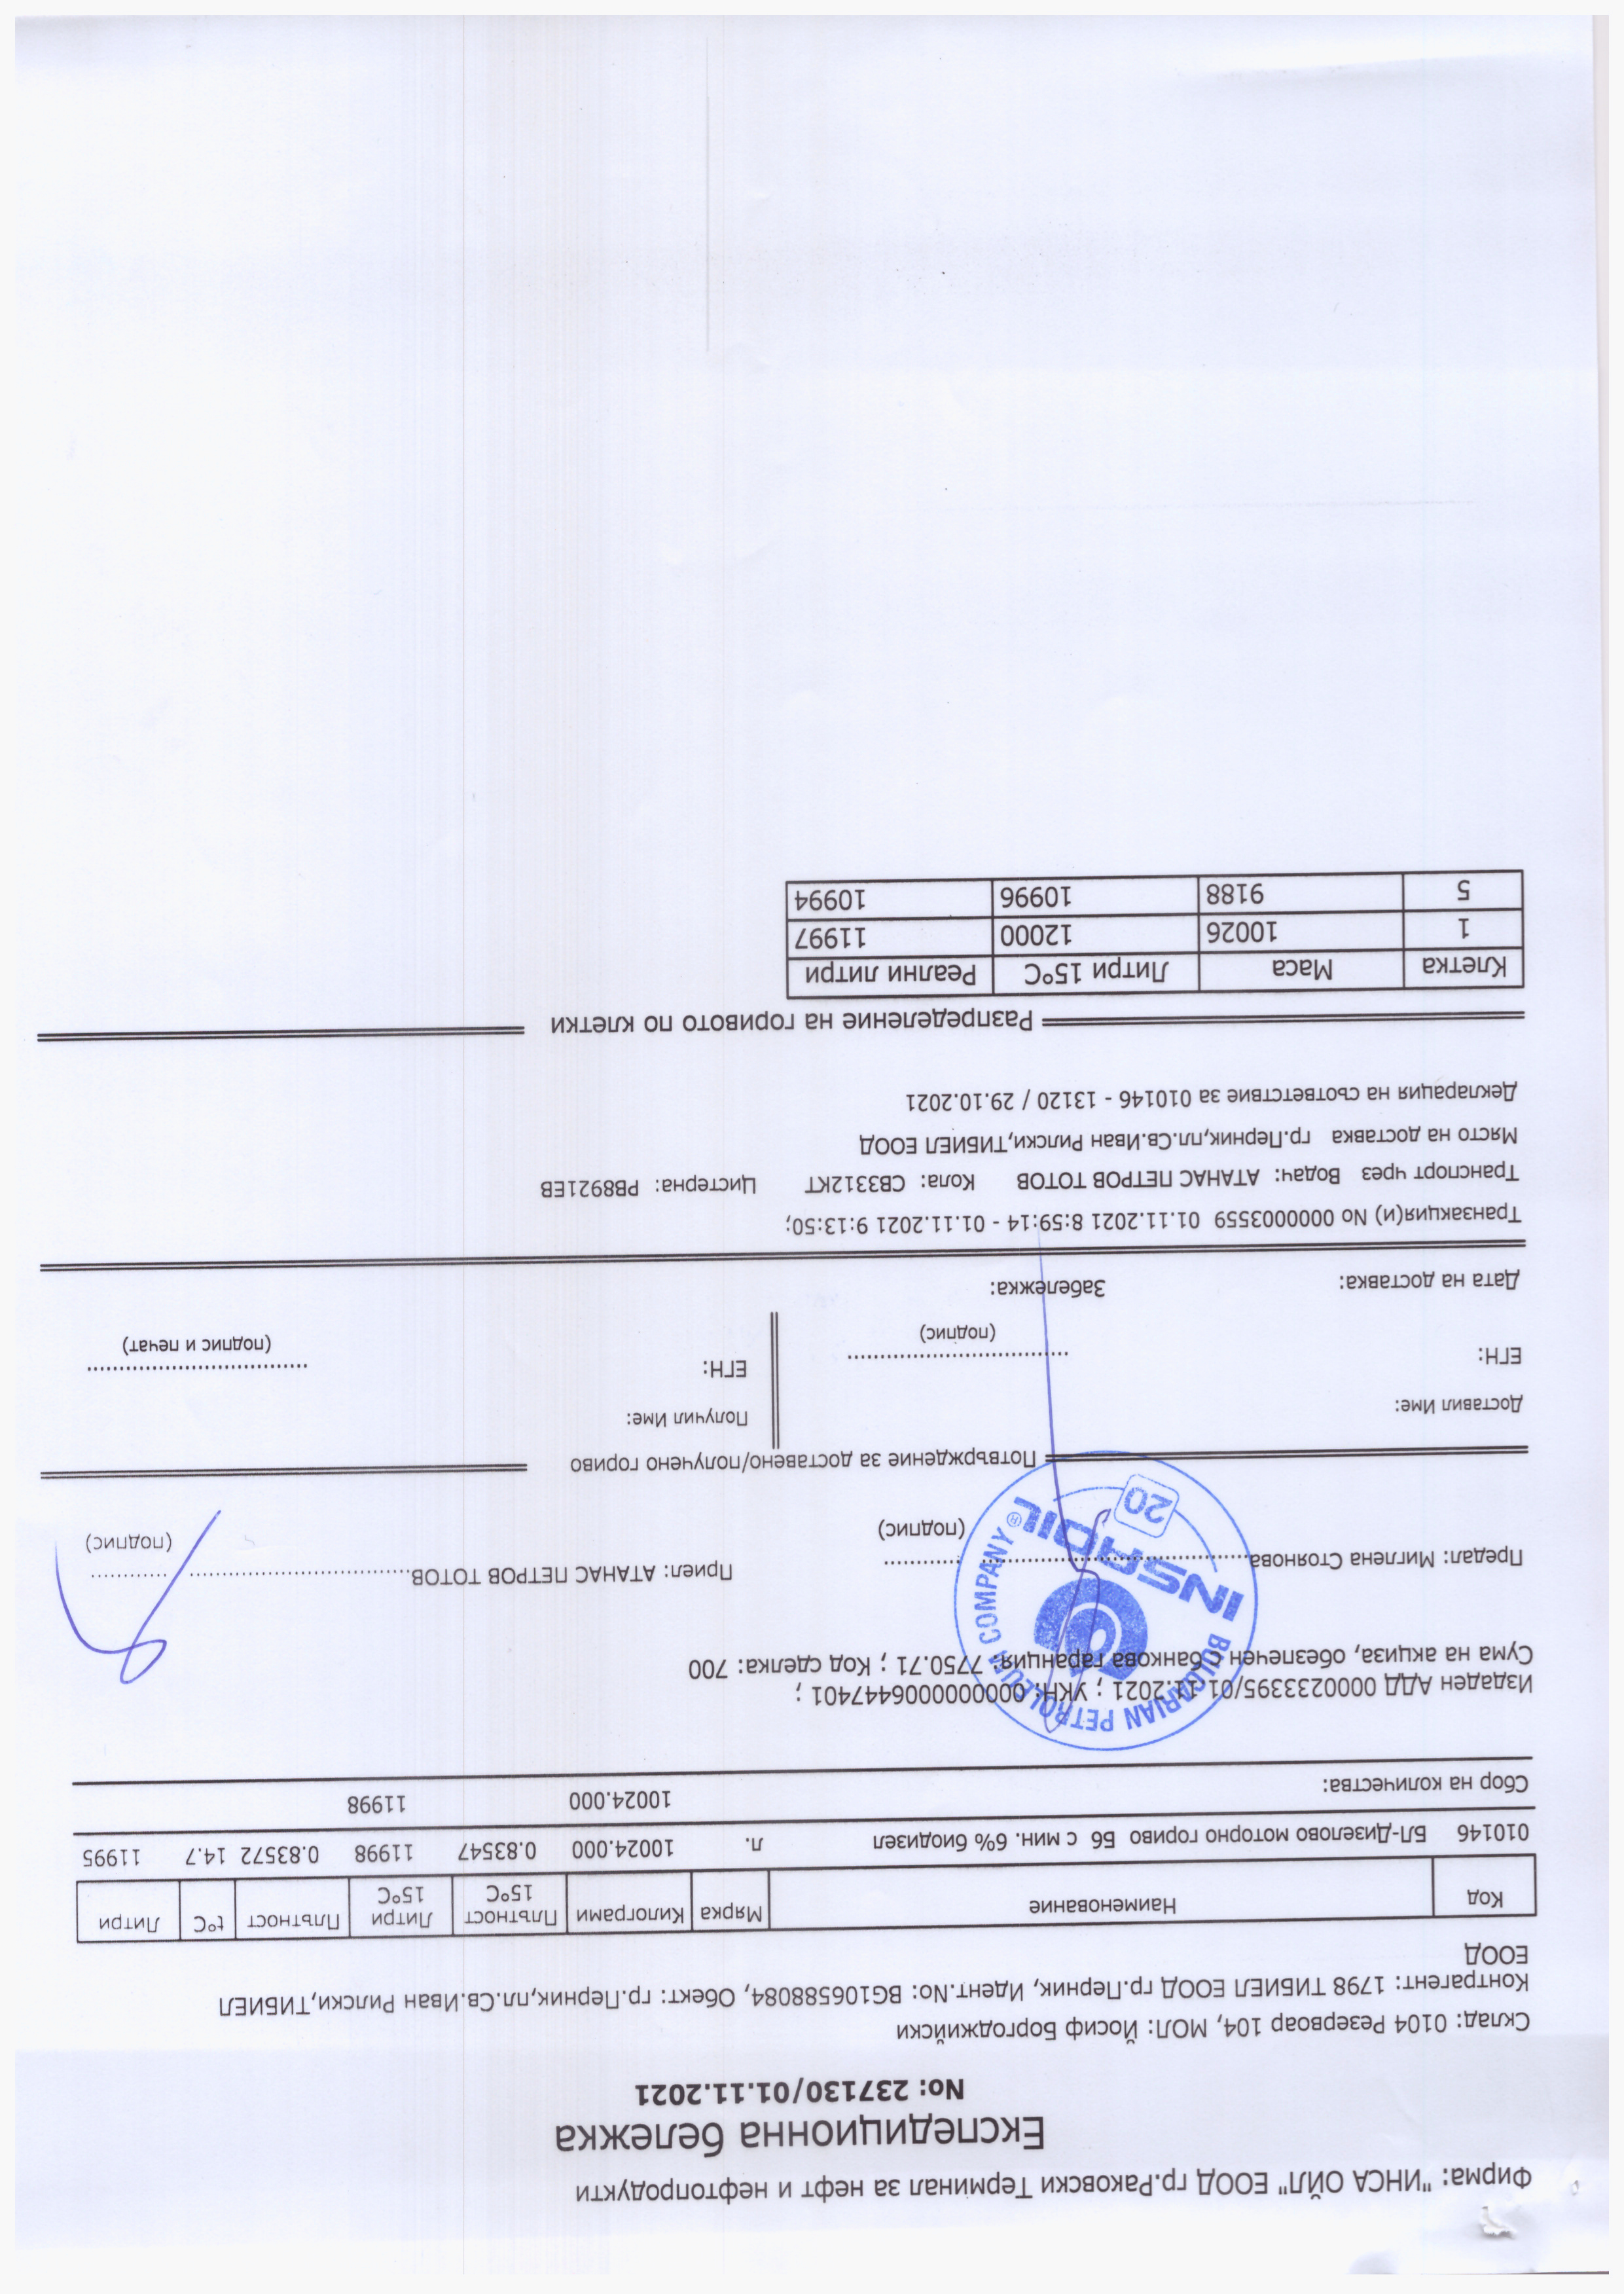 Фирма: "ИНСА ОЙЛ" ЕООД гр.Раковски Терминал за нефт и нефтопродукти
Експедиционна бележка
No: 237130/01.11.2021
Склад: 0104 Резервоар 104, МОЛ: Йосиф Боргоджийски
Контрагент: 1798 ТИБИЕЛ ЕООД гр.Перник, Идент.No: BG106588084, Обект: гр.Перник,пл.Св.Иван Рилски,ТИБИЕЛ
ЕООД
Код Наименование Мярка Килограми Плътност 15°C Литри 15°C Плътност t°C Литри
010146 БЛ-Дизелово моторно гориво Б6 с мин. 6% биодизел л. 10024.000 0.83547 11998 0.83572 14.7 11995
Сбор на количества: 10024.000 11998
Издаден АДД 0000233395/01.11.2021 ; УКН: 0000000006447401 ;
Сума на акциза, обезпечен с банкова гаранция: 7750.71 ; Код сделка: 700
BULGARIAN PETROLEUM COMPANY
INSAOIL®
20
Предал: Миглена Стоянова Приел: АТАНАС ПЕТРОВ ТОТОВ
(подпис) (подпис)
Потвърждение за доставено/получено гориво
Доставил Име: Получил Име:
ЕГН: ЕГН:
(подпис) (подпис и печат)
Дата на доставка: Забележка:
Транзакция(и) No 0000003559 01.11.2021 8:59:14 - 01.11.2021 9:13:50;
Транспорт чрез Водач: АТАНАС ПЕТРОВ ТОТОВ Кола: CB3312KT Цистерна: PB8921EB
Място на доставка гр.Перник,пл.Св.Иван Рилски,ТИБИЕЛ ЕООД
Декларация на съответствие за 010146 - 13120 / 29.10.2021
Разпределение на горивото по клетки
Клетка Маса Литри 15°C Реални литри
1 10026 12000 11997
5 9188 10996 10994